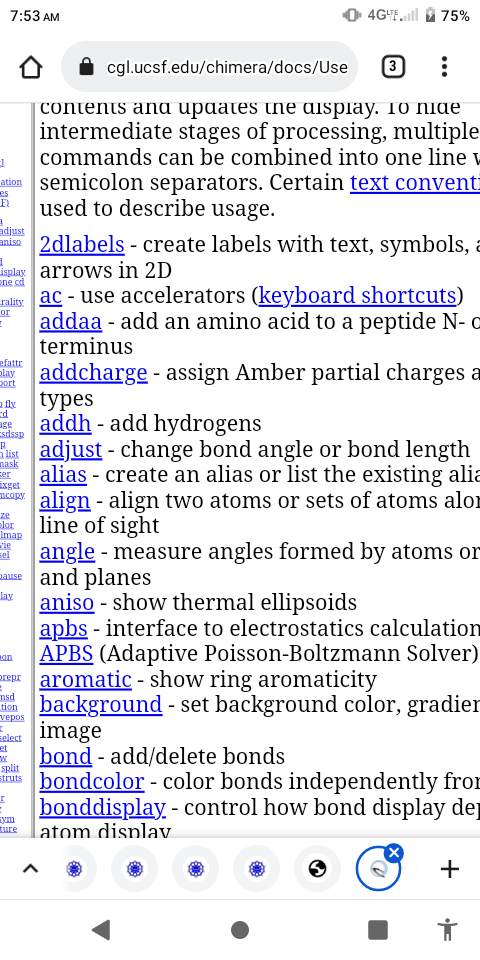 7:53 AM
4G LTE
75%
cgl.ucsf.edu/chimera/docs/Use
3
contents and updates the display. To hide
intermediate stages of processing, multiple
commands can be combined into one line
semicolon separators. Certain text conventi
used to describe usage.
2dlabels - create labels with text, symbols,
arrows in 2D
ac - use accelerators (keyboard shortcuts)
addaa - add an amino acid to a peptide N- o
terminus
addcharge - assign Amber partial charges a
types
addh - add hydrogens
adjust - change bond angle or bond length
alias - create an alias or list the existing alia
align - align two atoms or sets of atoms alon
line of sight
angle - measure angles formed by atoms or
and planes
aniso - show thermal ellipsoids
apbs - interface to electrostatics calculation
APBS (Adaptive Poisson-Boltzmann Solver)
aromatic - show ring aromaticity
background - set background color, gradien
image
bond - add/delete bonds
bondcolor - color bonds independently from
bonddisplay - control how bond display dep
atom display